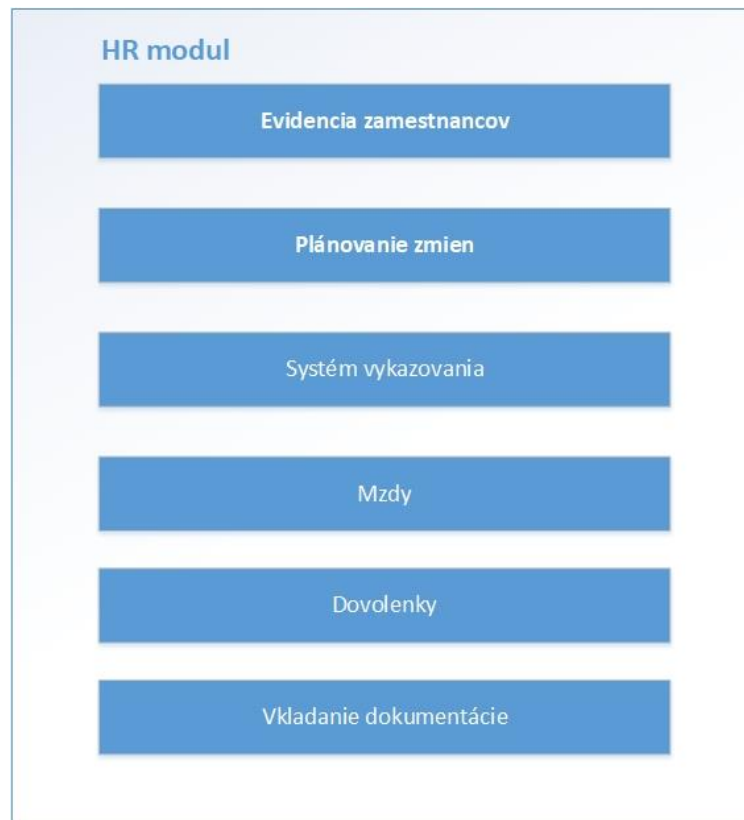 HR modul
Evidencia zamestnancov
Plánovanie zmien
Systém vykazovania
Mzdy
Dovolenky
Vkladanie dokumentácie